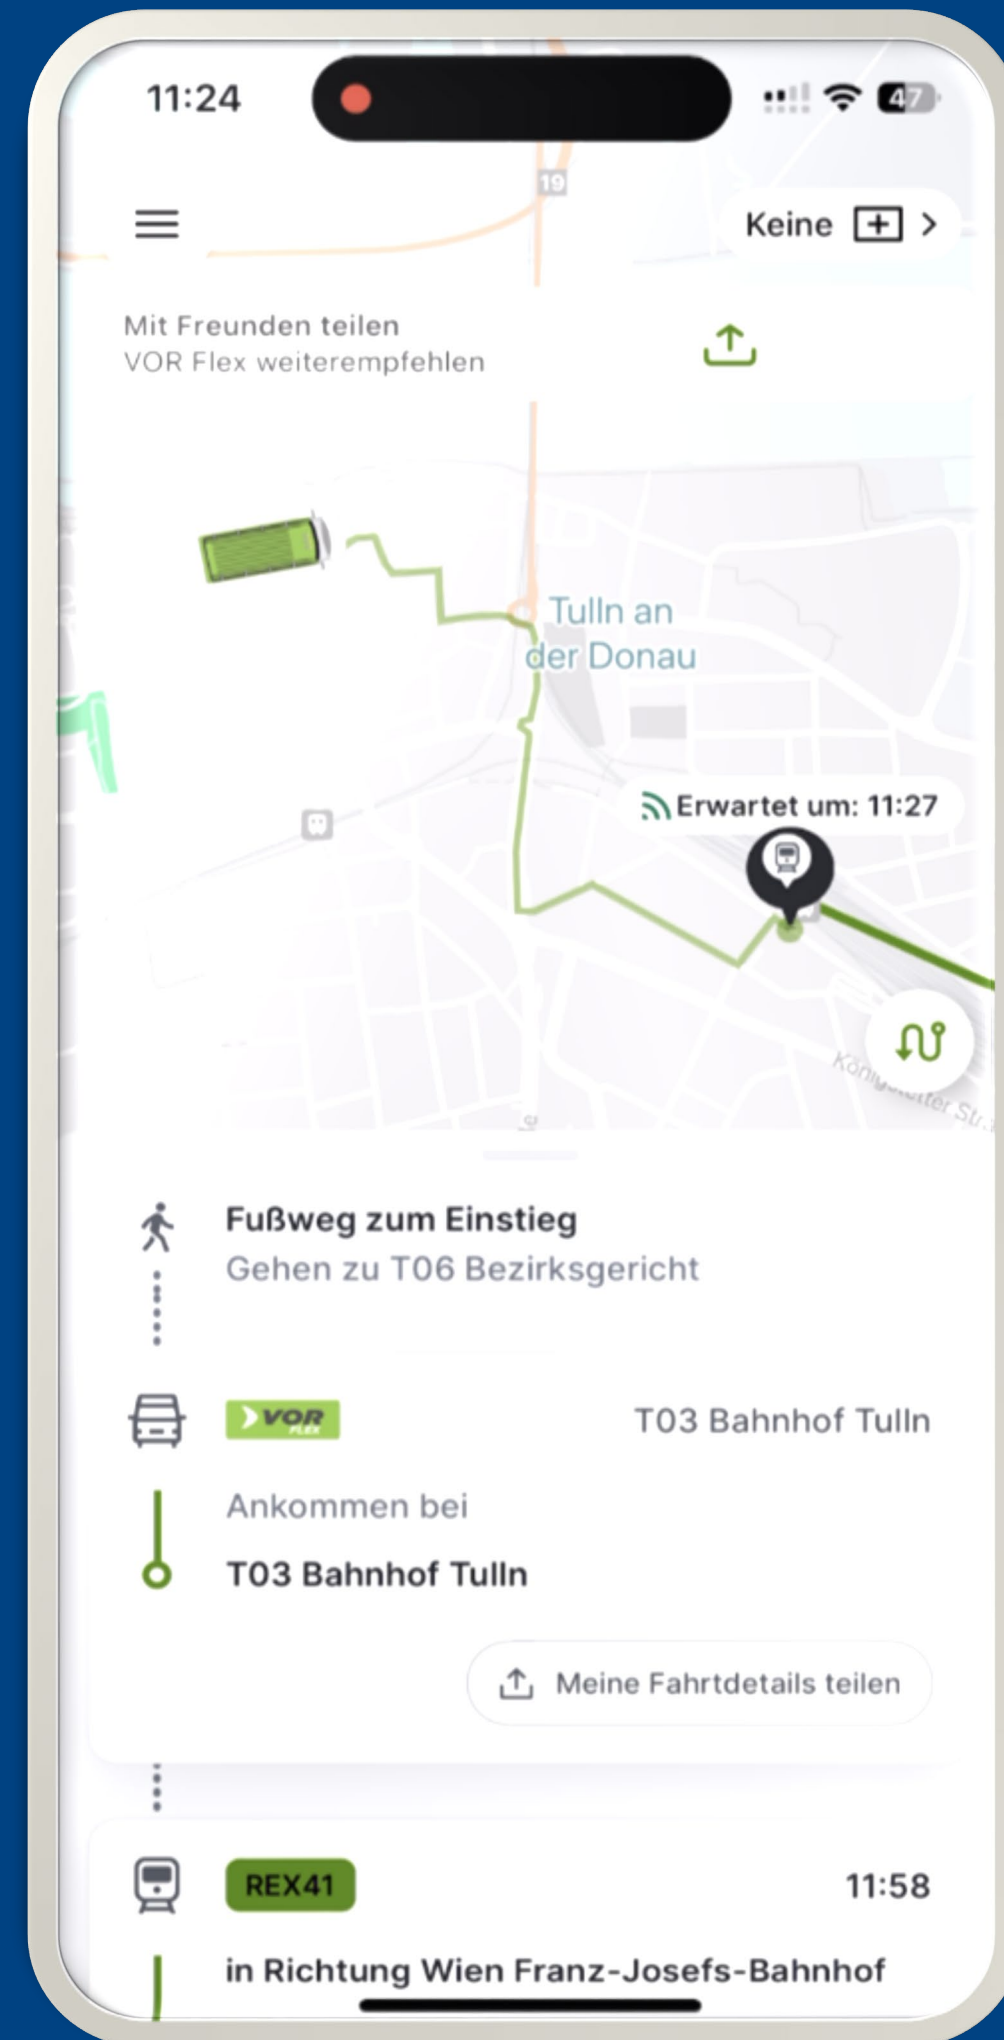 11:24
47
19
Keine
Mit Freunden teilen
VOR Flex weiterempfehlen
Tulln an
der Donau
Erwartet um: 11:27
Fußweg zum Einstieg
Gehen zu T06 Bezirksgericht
VOR
FLEX
T03 Bahnhof Tulln
Ankommen bei
T03 Bahnhof Tulln
Meine Fahrtdetails teilen
REX41
11:58
in Richtung Wien Franz-Josefs-Bahnhof